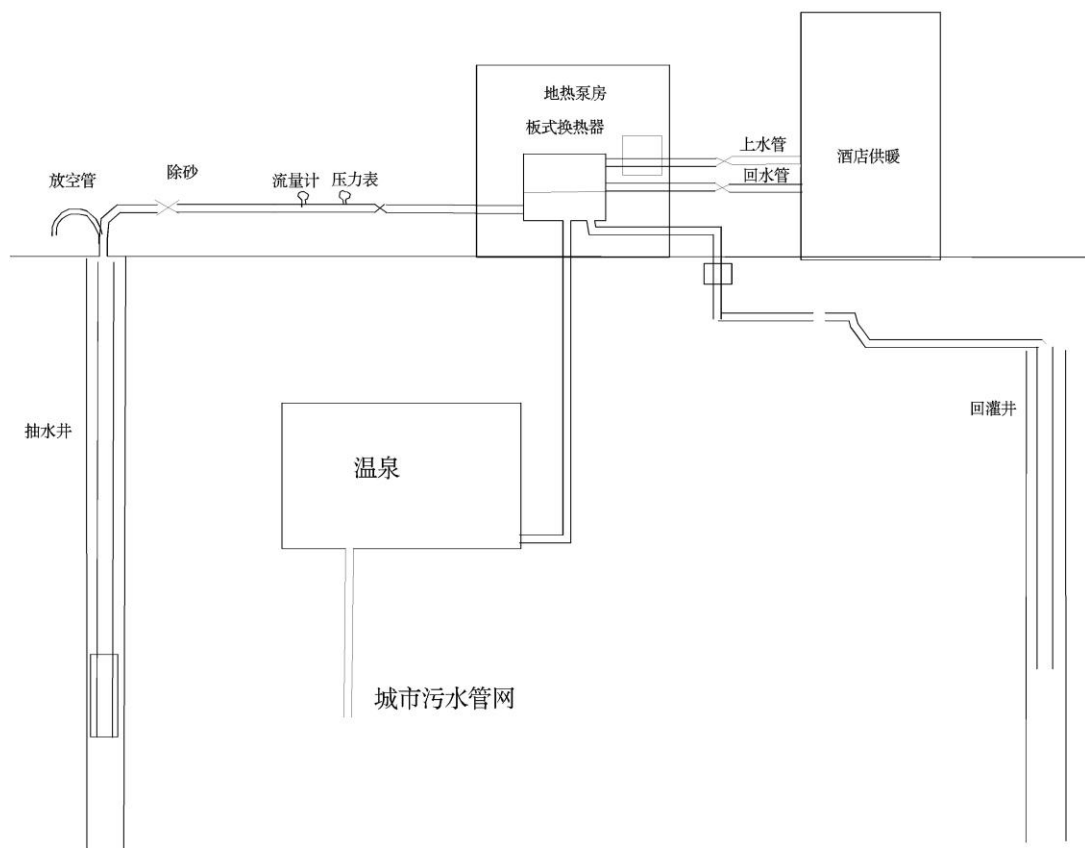 地热泵房
板式换热器
上水管
酒店供暖
除砂
流量计
压力表
放空管
回水管
抽水井
回灌井
温泉
城市污水管网